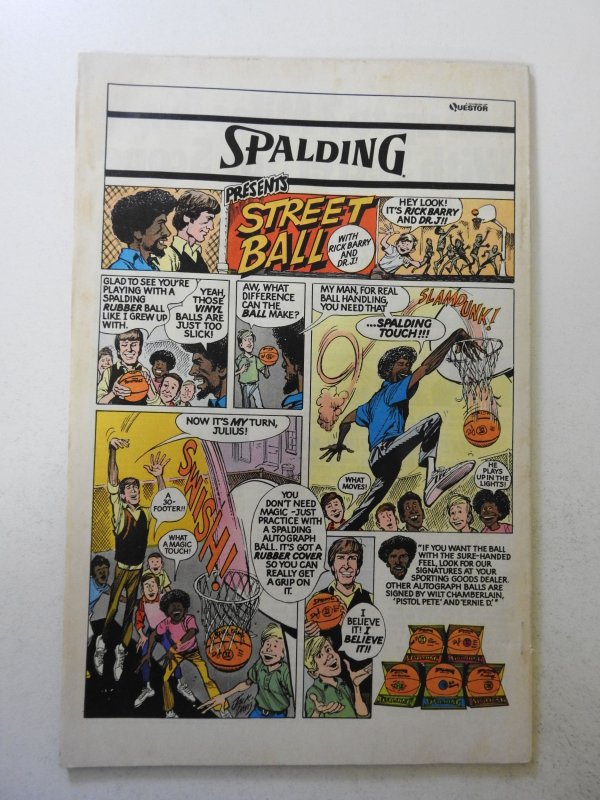 QUESTOR
SPALDING
PRESENTS
STREET
BALL
WITH
RICK BARRY
AND
DR. J!
HEY LOOK!
IT'S RICK BARRY
AND DR. J!!
GLAD TO SEE YOU'RE
PLAYING WITH A
SPALDING
RUBBER BALL
LIKE I GREW UP
WITH.
YEAH,
THOSE
VINYL
BALLS ARE
JUST TOO
SLICK!
AW, WHAT
DIFFERENCE
CAN THE
BALL MAKE?
MY MAN, FOR REAL
BALL HANDLING,
YOU NEED THAT
...SPALDING
TOUCH!!!
SLAMDUNK!
WHAT
MOVES!
HE
PLAYS
UP IN THE
LIGHTS!
NOW IT'S MY TURN,
JULIUS!
A
30-
FOOTER!!
WHAT
A MAGIC
TOUCH!
SWISH!
YOU
DON'T NEED
MAGIC-JUST
PRACTICE WITH
A SPALDING
AUTOGRAPH
BALL. IT'S GOT A
RUBBER COVER
SO YOU CAN
REALLY GET
A GRIP ON
IT.
I
BELIEVE
IT! I
BELIEVE
IT!!
"IF YOU WANT THE BALL
WITH THE SURE-HANDED
FEEL, LOOK FOR OUR
SIGNATURES AT YOUR
SPORTING GOODS DEALER.
OTHER AUTOGRAPH BALLS ARE
SIGNED BY WILT CHAMBERLAIN,
'PISTOL PETE' AND 'ERNIE D.'"